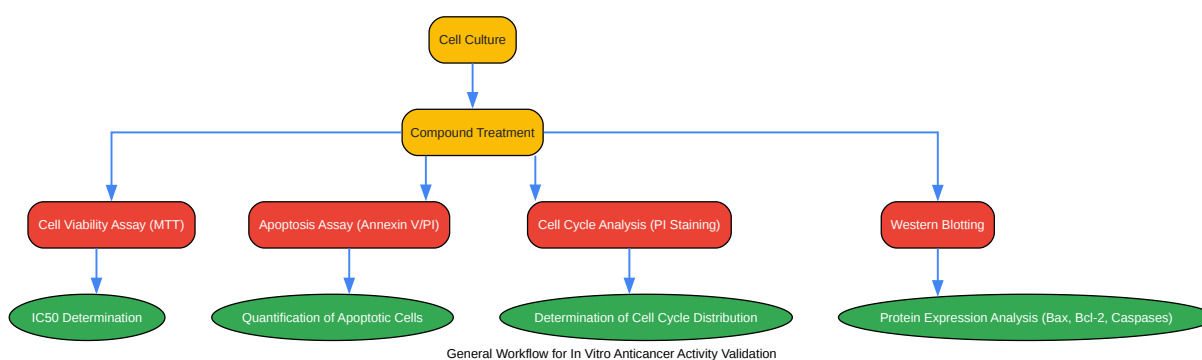 Cell Culture
Compound Treatment
Cell Viability Assay (MTT)
Apoptosis Assay (Annexin V/PI)
Cell Cycle Analysis (PI Staining)
Western Blotting
IC50 Determination
Quantification of Apoptotic Cells
Determination of Cell Cycle Distribution
Protein Expression Analysis (Bax, Bcl-2, Caspases)
General Workflow for In Vitro Anticancer Activity Validation